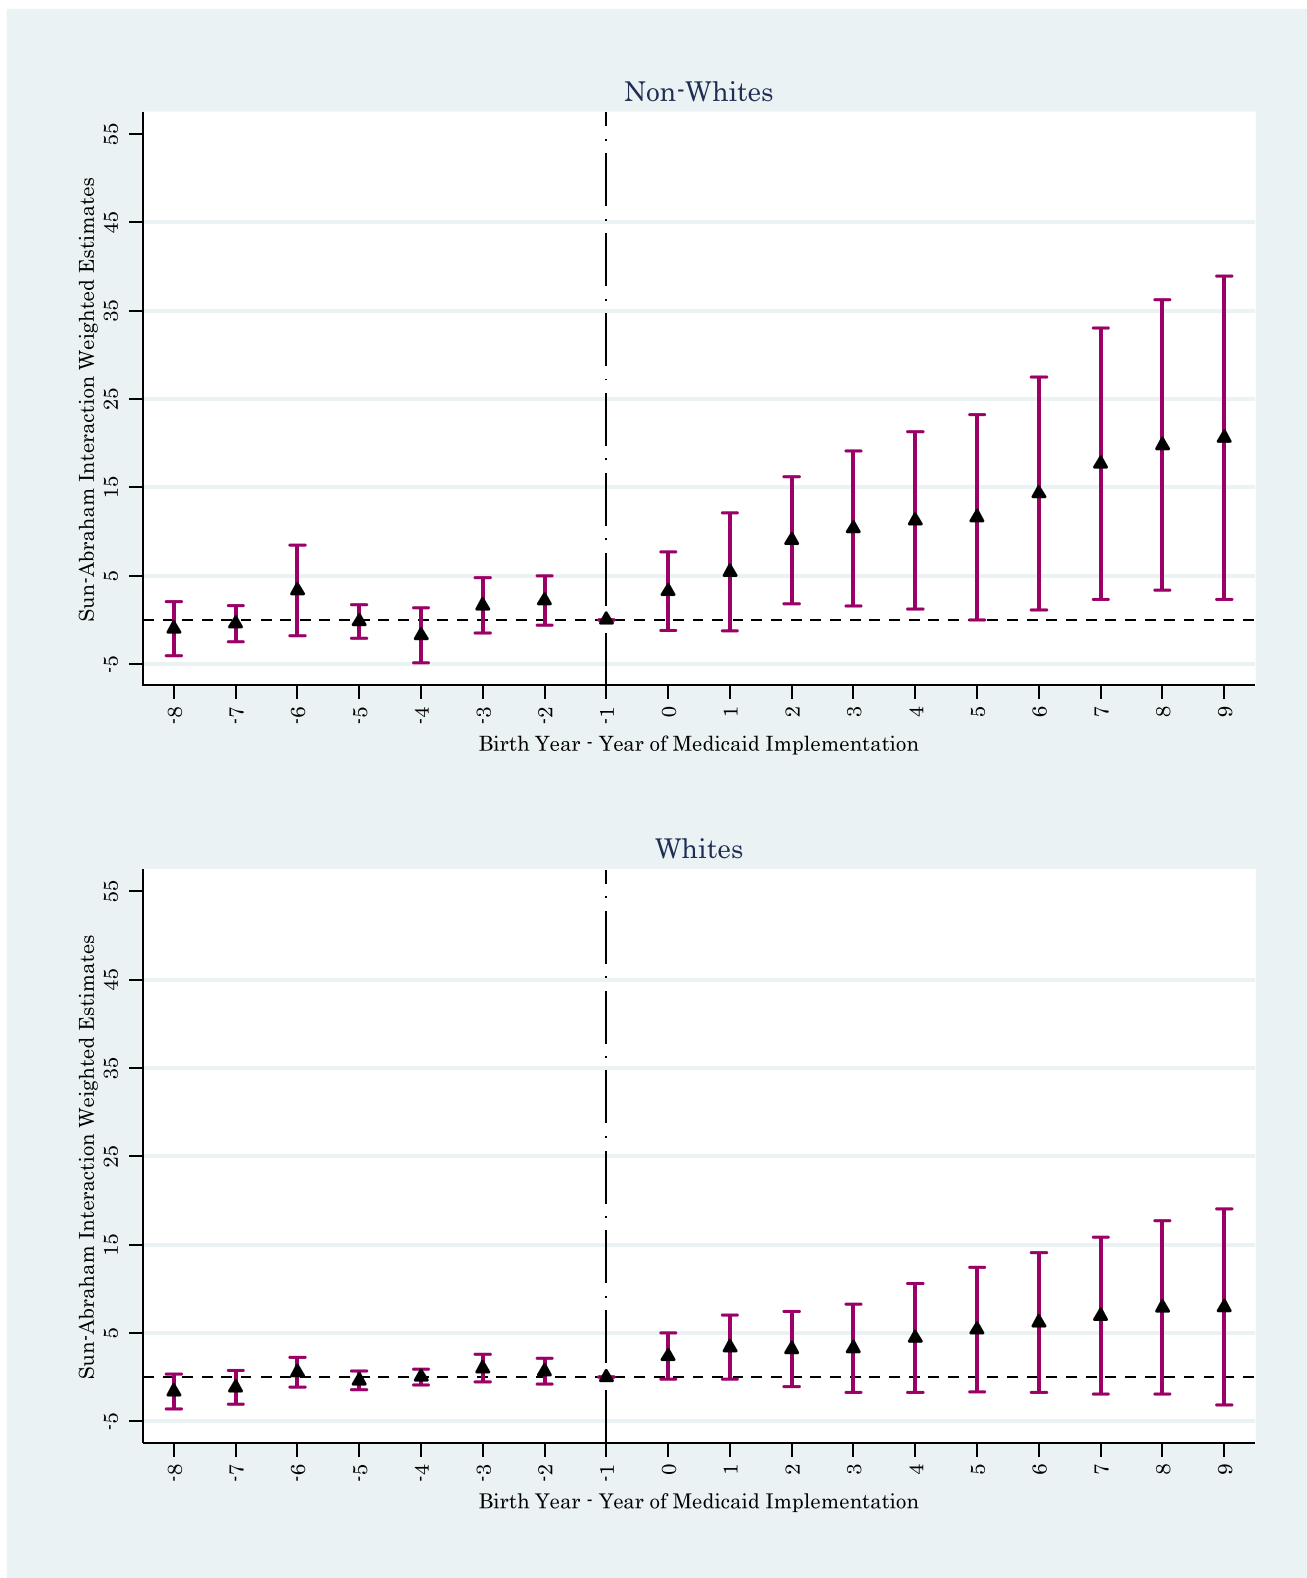 Non-Whites
Sun-Abraham Interaction Weighted Estimates
55
45
35
25
15
5
-5
-8 -7 -6 -5 -4 -3 -2 -1 0 1 2 3 4 5 6 7 8 9
Birth Year - Year of Medicaid Implementation
Whites
Sun-Abraham Interaction Weighted Estimates
55
45
35
25
15
5
-5
-8 -7 -6 -5 -4 -3 -2 -1 0 1 2 3 4 5 6 7 8 9
Birth Year - Year of Medicaid Implementation